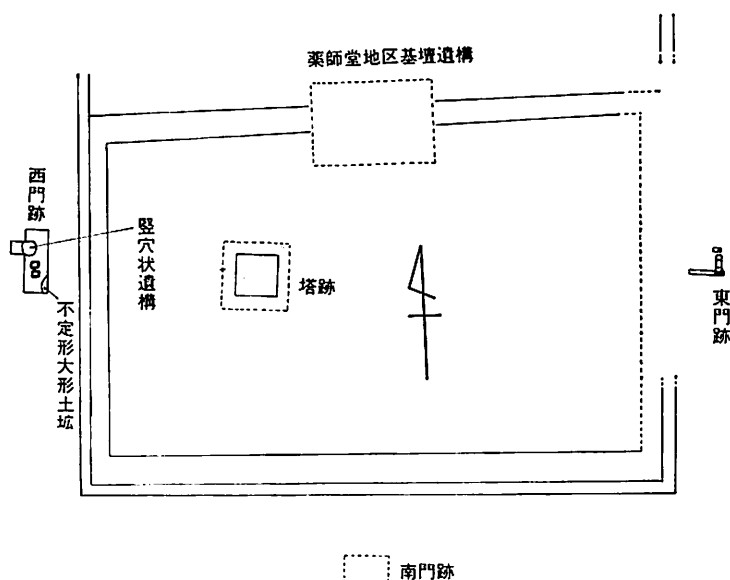 薬師堂地区基壇遺構
西門跡
竪穴状遺構
塔跡
不定形大形土坛
東門跡
南門跡